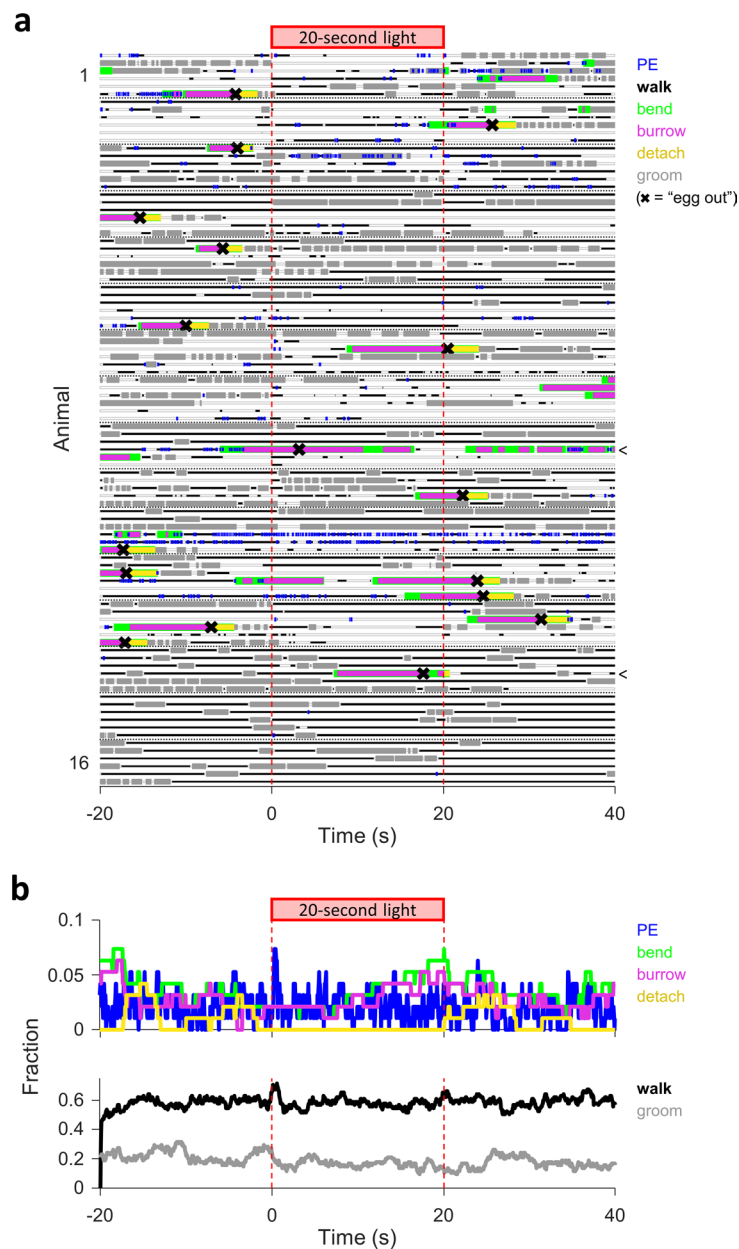 a
20-second light
1
PE
walk
bend
burrow
detach
groom
(✖ = “egg out”)
Animal
<
<
16
-20 0 20 40
Time (s)
b
20-second light
0.1
0.05
0
PE
bend
burrow
detach
Fraction
0.6
0.4
0.2
0
walk
groom
-20 0 20 40
Time (s)